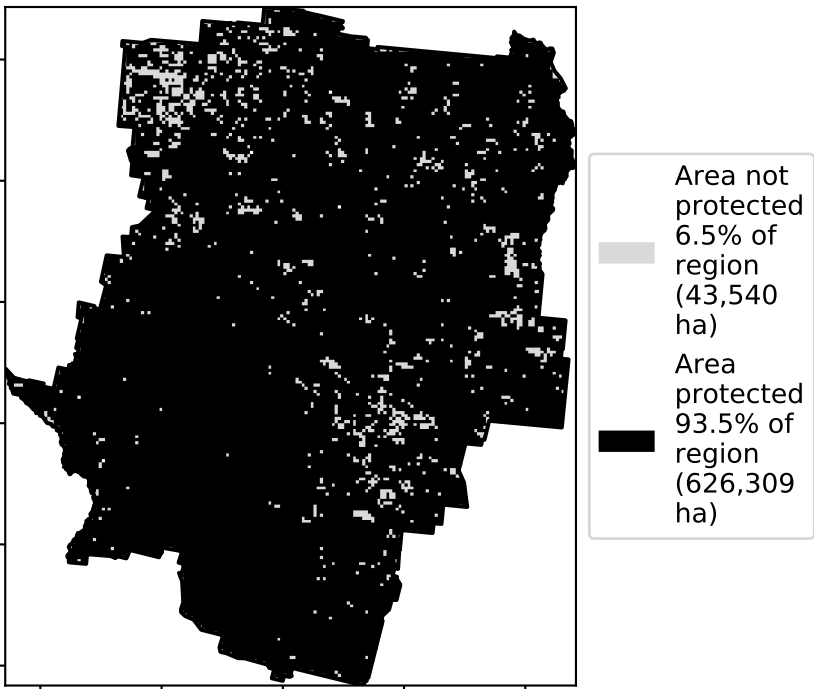 Area not
protected
6.5% of
region
(43,540
ha)
Area
protected
93.5% of
region
(626,309
ha)